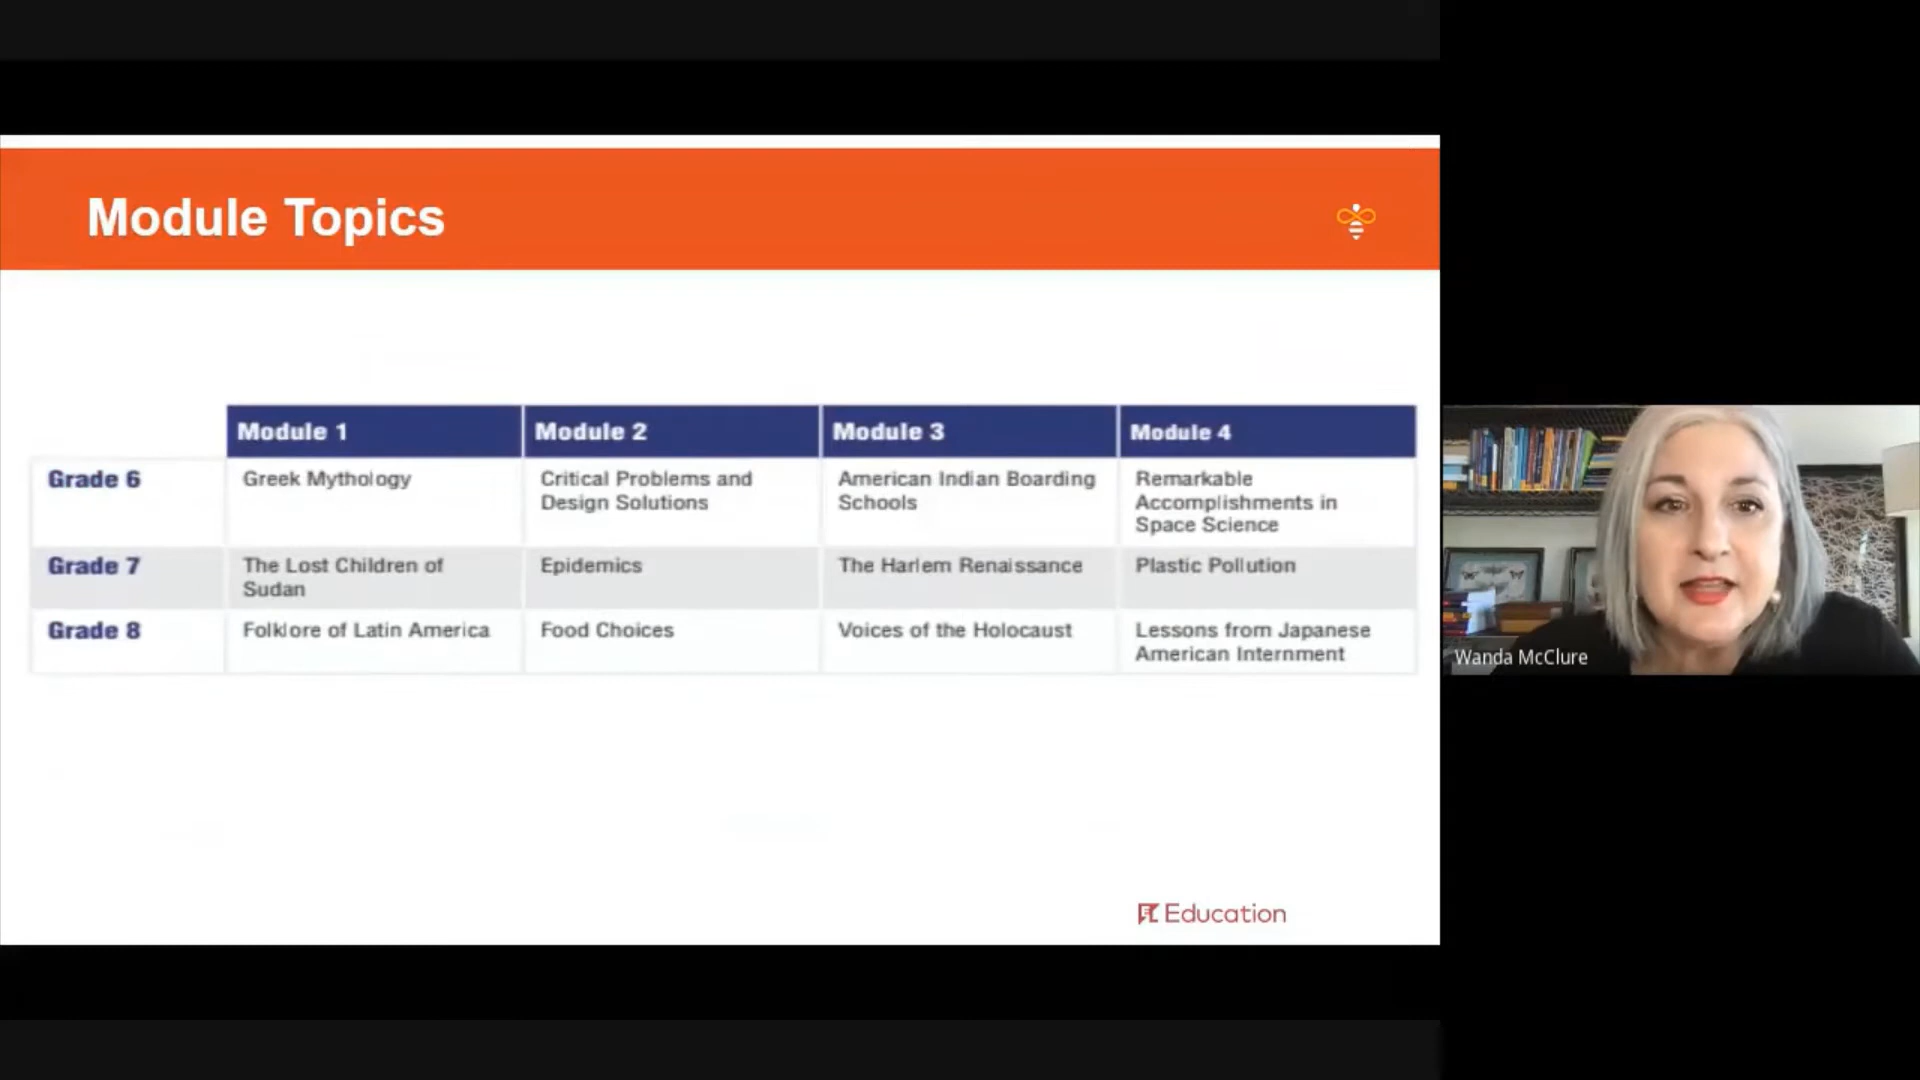 Module Topics
Module 1
Module 2
Module 3
Module 4
Grade 6
Greek Mythology
Critical Problems and
Design Solutions
American Indian Boarding
Schools
Remarkable
Accomplishments in
Space Science
Grade 7
The Lost Children of
Sudan
Epidemics
The Harlem Renaissance
Plastic Pollution
Grade 8
Folklore of Latin America
Food Choices
Voices of the Holocaust
Lessons from Japanese
American Internment
EL Education
Wanda McClure